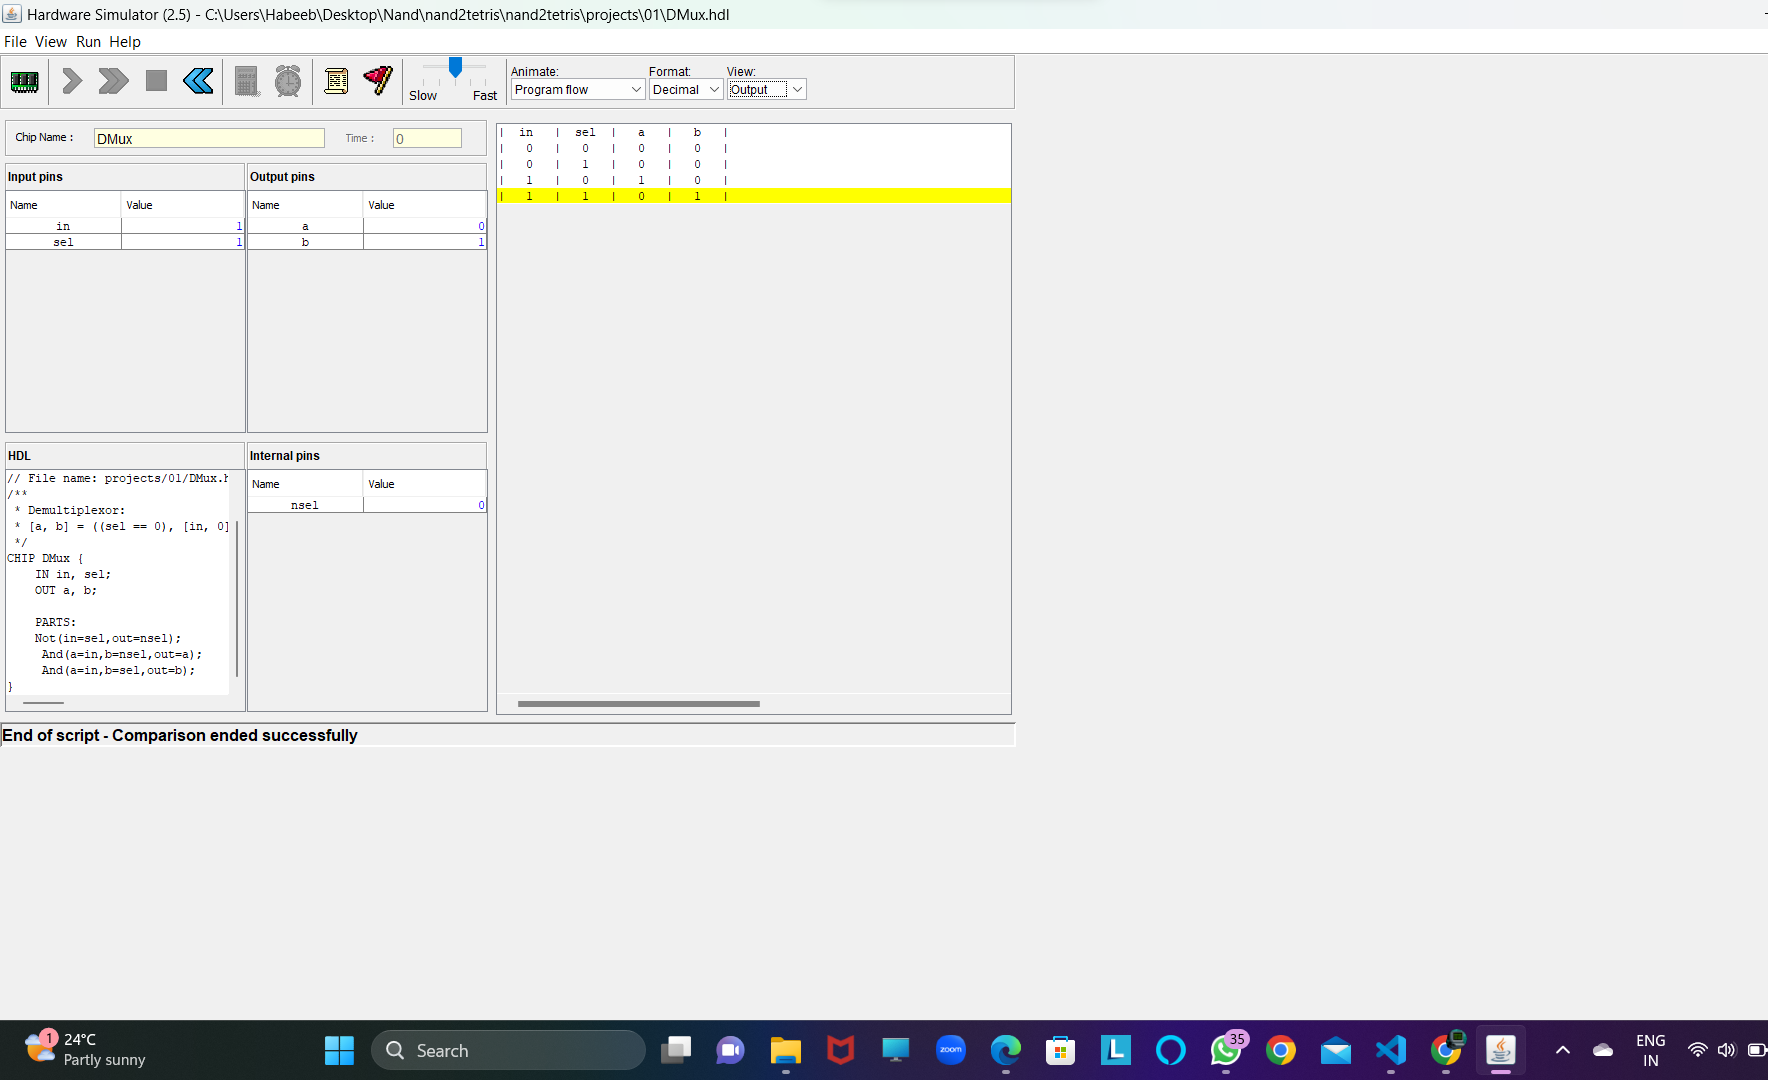 Hardware Simulator (2.5) - C:\Users\Habeeb\Desktop\Nand\nand2tetris\nand2tetris\projects\01\DMux.hdl
File View Run Help
Slow Fast
Animate: Format: View:
Program flow Decimal Output
Chip Name : DMux Time : 0
Input pins
Name Value
in 1
sel 1
Output pins
Name Value
a 0
b 1
HDL
// File name: projects/01/DMux.h
/**
* Demultiplexor:
* [a, b] = ((sel == 0), [in, 0]
*/
CHIP DMux {
IN in, sel;
OUT a, b;
PARTS:
Not(in=sel,out=nsel);
And(a=in,b=nsel,out=a);
And(a=in,b=sel,out=b);
}
Internal pins
Name Value
nsel 0
| in | sel | a | b |
| 0 | 0 | 0 | 0 |
| 0 | 1 | 0 | 0 |
| 1 | 0 | 1 | 0 |
| 1 | 1 | 0 | 1 |
End of script - Comparison ended successfully
1
24°C
Partly sunny
Search
zoom
L
35
ENG
IN